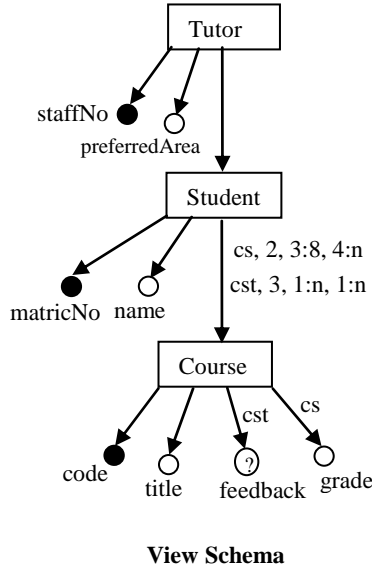 Tutor
staffNo
preferredArea
Student
cs, 2, 3:8, 4:n
cst, 3, 1:n, 1:n
matricNo name
Course
cst cs
?
code title feedback grade
View Schema